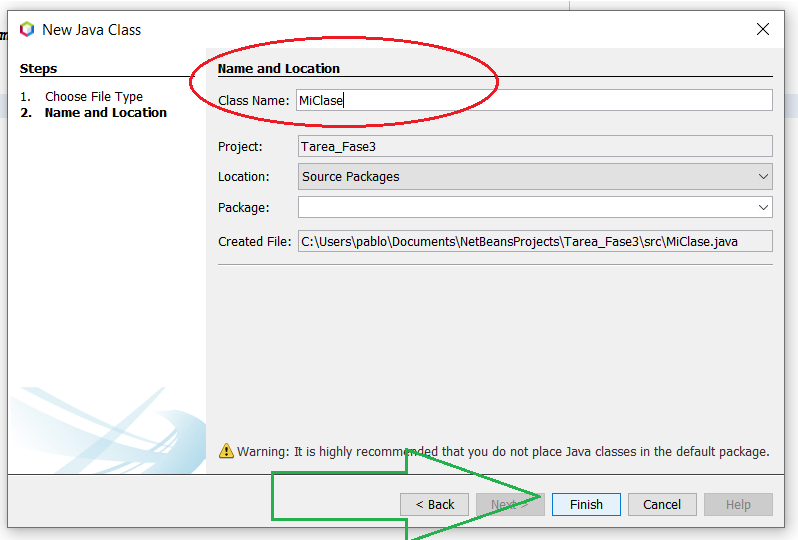 New Java Class
Steps
1. Choose File Type
2. Name and Location
Name and Location
Class Name: MiClase
Project: Tarea_Fase3
Location: Source Packages
Package:
Created File: C:\Users\pablo\Documents\NetBeansProjects\Tarea_Fase3\src\MiClase.java
Warning: It is highly recommended that you do not place Java classes in the default package.
< Back Next > Finish Cancel Help